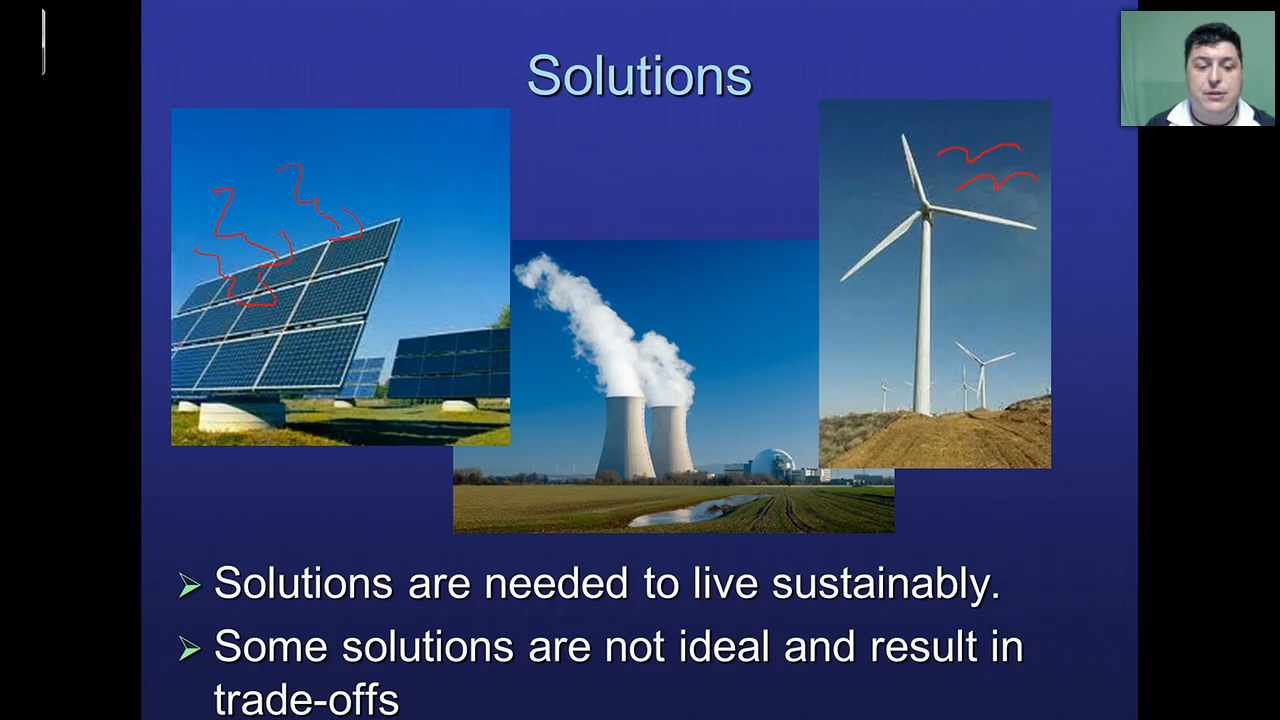 Solutions
Solutions are needed to live sustainably.
Some solutions are not ideal and result in
trade-offs